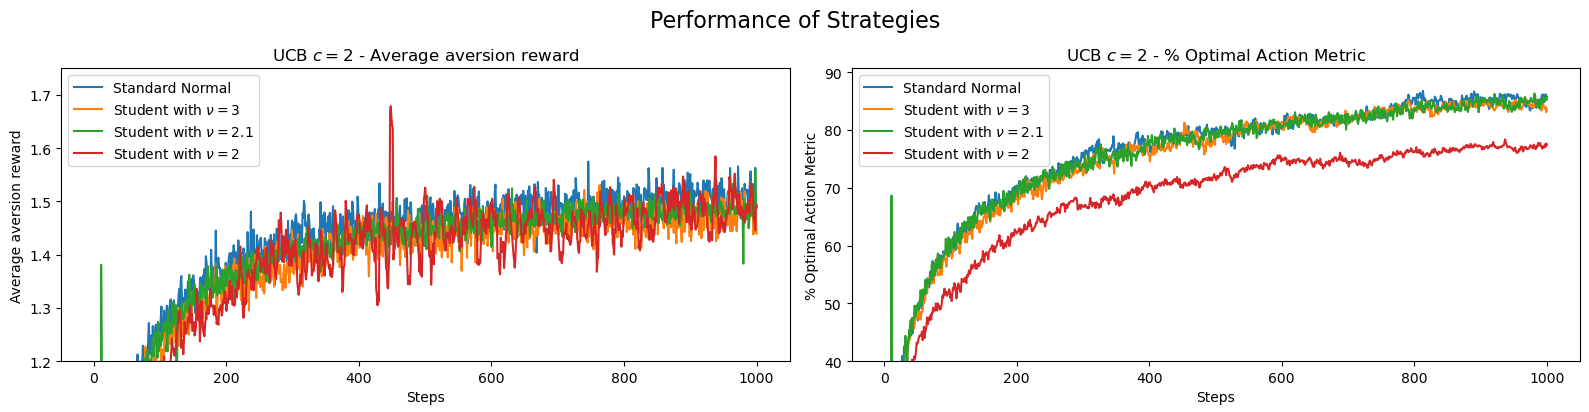 Performance of Strategies
UCB c = 2 - Average aversion reward
Average aversion reward
1.7
1.6
1.5
1.4
1.3
1.2
Standard Normal
Student with ν = 3
Student with ν = 2.1
Student with ν = 2
0 200 400 600 800 1000
Steps
UCB c = 2 - % Optimal Action Metric
% Optimal Action Metric
90
80
70
60
50
40
Standard Normal
Student with ν = 3
Student with ν = 2.1
Student with ν = 2
0 200 400 600 800 1000
Steps